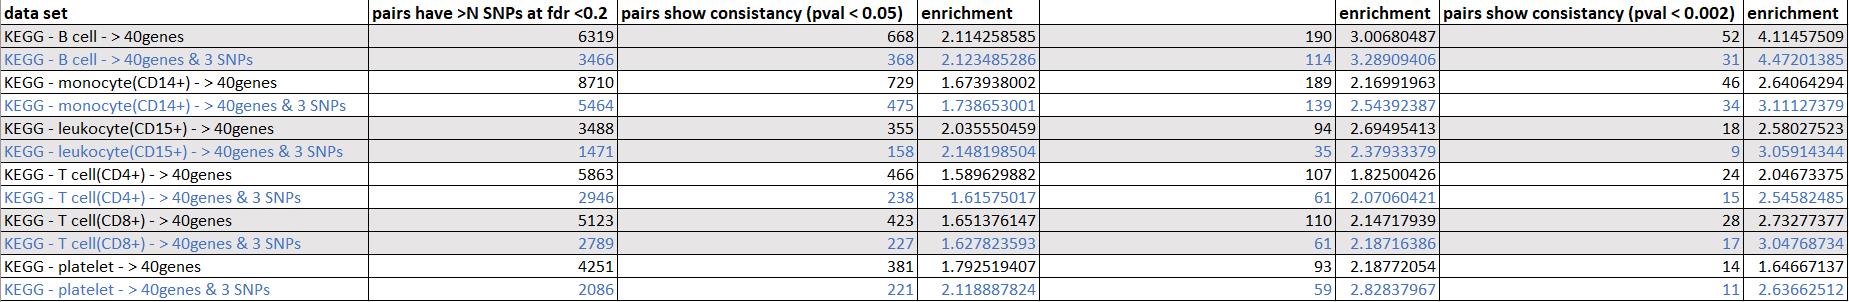 data set pairs have >N SNPs at fdr <0.2 pairs show consistancy (pval < 0.05) enrichment enrichment pairs show consistancy (pval < 0.002) enrichment
KEGG - B cell - > 40genes 6319 668 2.114258585 190 3.00680487 52 4.11457509
KEGG - B cell - > 40genes & 3 SNPs 3466 368 2.123485286 114 3.28909406 31 4.47201385
KEGG - monocyte(CD14+) - > 40genes 8710 729 1.673938002 189 2.16991963 46 2.64064294
KEGG - monocyte(CD14+) - > 40genes & 3 SNPs 5464 475 1.738653001 139 2.54392387 34 3.11127379
KEGG - leukocyte(CD15+) - > 40genes 3488 355 2.035550459 94 2.69495413 18 2.58027523
KEGG - leukocyte(CD15+) - > 40genes & 3 SNPs 1471 158 2.148198504 35 2.37933379 9 3.05914344
KEGG - T cell(CD4+) - > 40genes 5863 466 1.589629882 107 1.82500426 24 2.04673375
KEGG - T cell(CD4+) - > 40genes & 3 SNPs 2946 238 1.61575017 61 2.07060421 15 2.54582485
KEGG - T cell(CD8+) - > 40genes 5123 423 1.651376147 110 2.14717939 28 2.73277377
KEGG - T cell(CD8+) - > 40genes & 3 SNPs 2789 227 1.627823593 61 2.18716386 17 3.04768734
KEGG - platelet - > 40genes 4251 381 1.792519407 93 2.18772054 14 1.64667137
KEGG - platelet - > 40genes & 3 SNPs 2086 221 2.118887824 59 2.82837967 11 2.63662512